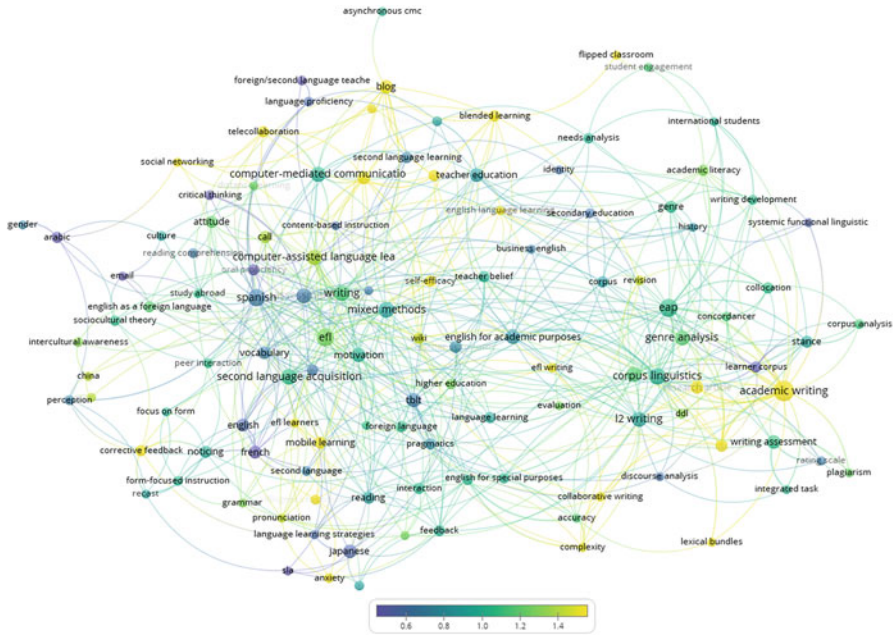 asynchronous cmc
flipped classroom
student engagement
foreign/second language teache
blog
language proficiency
blended learning
international students
telecollaboration
needs analysis
second language learning
social networking
computer-mediated communicatio
teacher education
identity
academic literacy
critical thinking
writing development
english language learning
secondary education
genre
gender
attitude
content-based instruction
systemic functional linguistic
history
arabic
culture
call
reading comprehension
business english
computer-assisted language lea
oral proficiency
email
teacher belief
self-efficacy
corpus
revision
collocation
study abroad
spanish
writing
english as a foreign language
mixed methods
eap
concordancer
sociocultural theory
corpus analysis
efl
wiki
english for academic purposes
genre analysis
stance
intercultural awareness
vocabulary
motivation
peer interaction
efl writing
learner corpus
china
second language acquisition
corpus linguistics
higher education
academic writing
perception
tblt
evaluation
focus on form
language learning
ddl
l2 writing
english
efl learners
foreign language
mobile learning
pragmatics
writing assessment
corrective feedback
noticing
french
rating scale
second language
discourse analysis
plagiarism
form-focused instruction
english for special purposes
recast
interaction
integrated task
reading
collaborative writing
grammar
pronunciation
accuracy
language learning strategies
feedback
lexical bundles
japanese
complexity
sla
anxiety
0.6 0.8 1.0 1.2 1.4